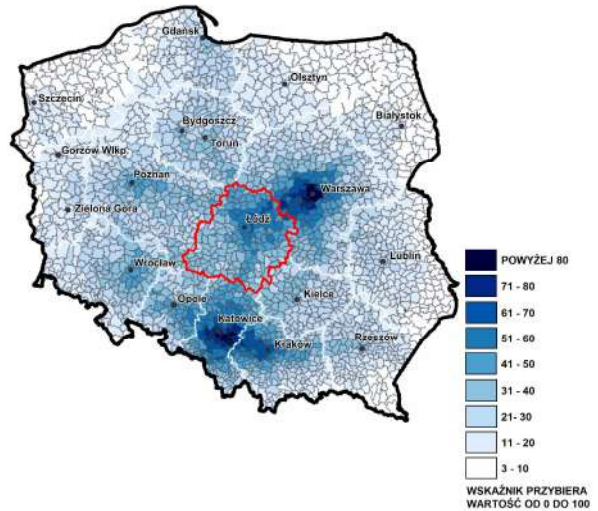 Gdańsk
Olsztyn
Szczecin
Białystok
Bydgoszcz
Toruń
Gorzów Wlkp.
Poznań
Warszawa
Zielona Góra
Łódź
Wrocław
Lublin
Opole
Kielce
Katowice
Kraków
Rzeszów
POWYŻEJ 80
71 - 80
61 - 70
51 - 60
41 - 50
31 - 40
21 - 30
11 - 20
3 - 10
WSKAŹNIK PRZYBIERA
WARTOŚĆ OD 0 DO 100